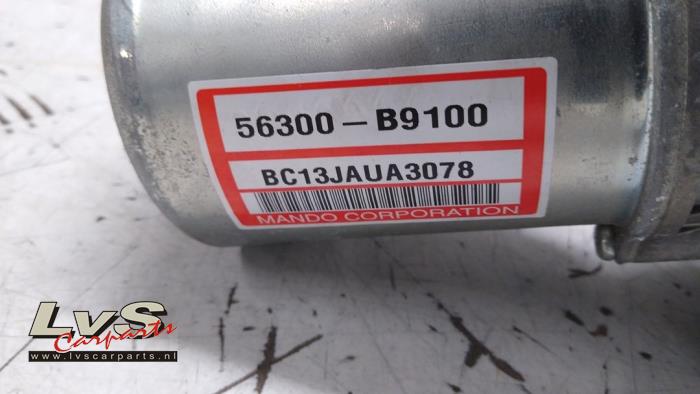 56300-B9100
BC13JAUA3078
MANDO CORPORATION
LvS
Carparts
www.lvscarparts.nl